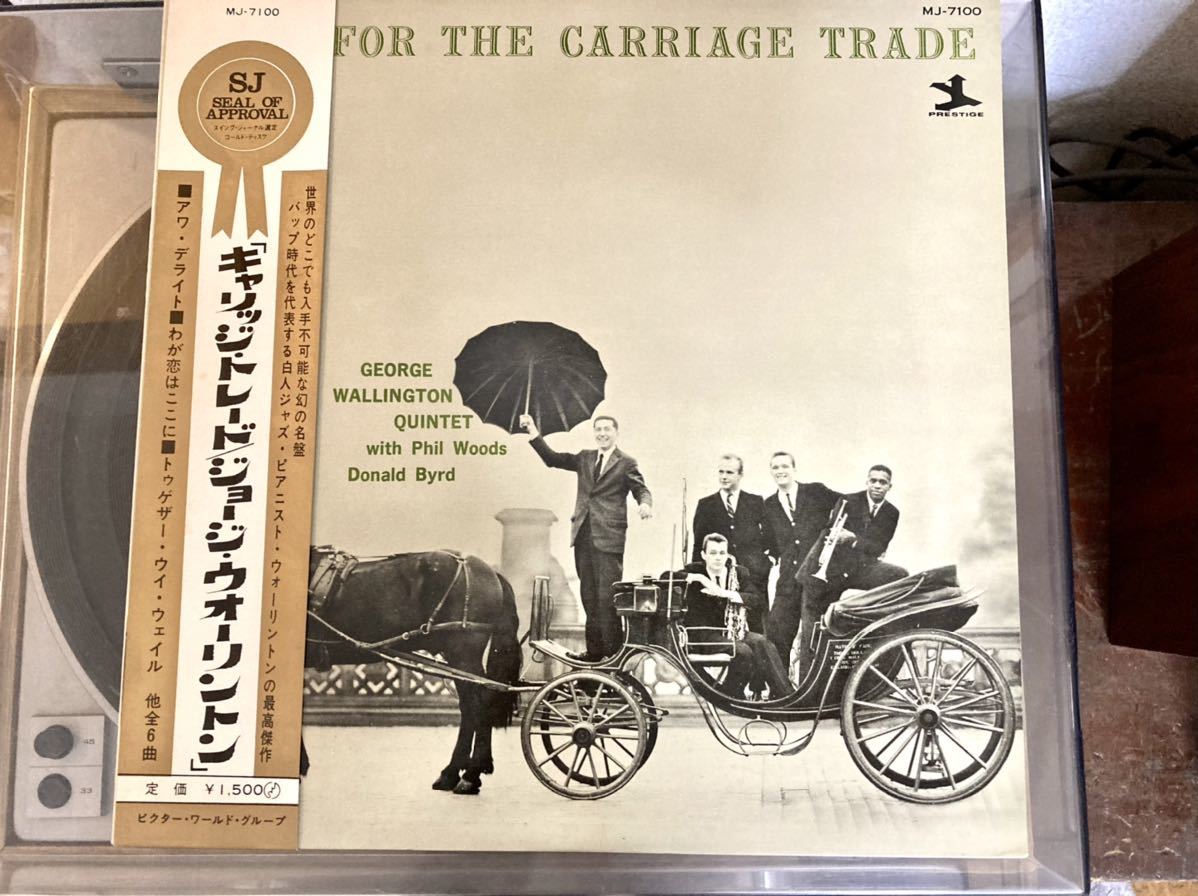 MJ-7100
SJ
SEAL OF
APPROVAL
スイング・ジャーナル選定
ゴールド・ディスク
世界のどこでも入手不可能な幻の名盤
バップ時代を代表する白人ジャズ・ピアニスト・ウォーリントンの最高傑作
「キャリッジ・トレード/ジョージ・ウォーリントン」
■アワ・デライト■わが恋はここに■トゥゲザー・ウイ・ウェイル 他全6曲
定価 ¥1,500
ビクター・ワールド・グループ
MJ-7100
FOR THE CARRIAGE TRADE
PRESTIGE
GEORGE
WALLINGTON
QUINTET
with Phil Woods
Donald Byrd
45
33